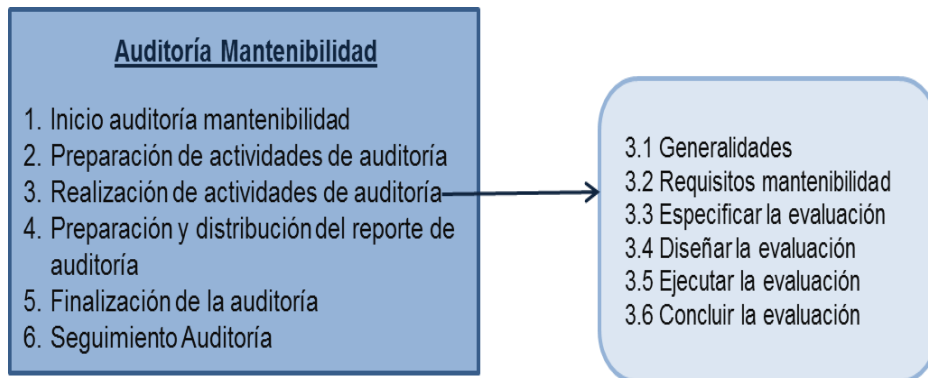 Auditoría Mantenibilidad
1. Inicio auditoría mantenibilidad
2. Preparación de actividades de auditoría
3. Realización de actividades de auditoría
4. Preparación y distribución del reporte de
auditoría
5. Finalización de la auditoría
6. Seguimiento Auditoría
3.1 Generalidades
3.2 Requisitos mantenibilidad
3.3 Especificar la evaluación
3.4 Diseñar la evaluación
3.5 Ejecutar la evaluación
3.6 Concluir la evaluación